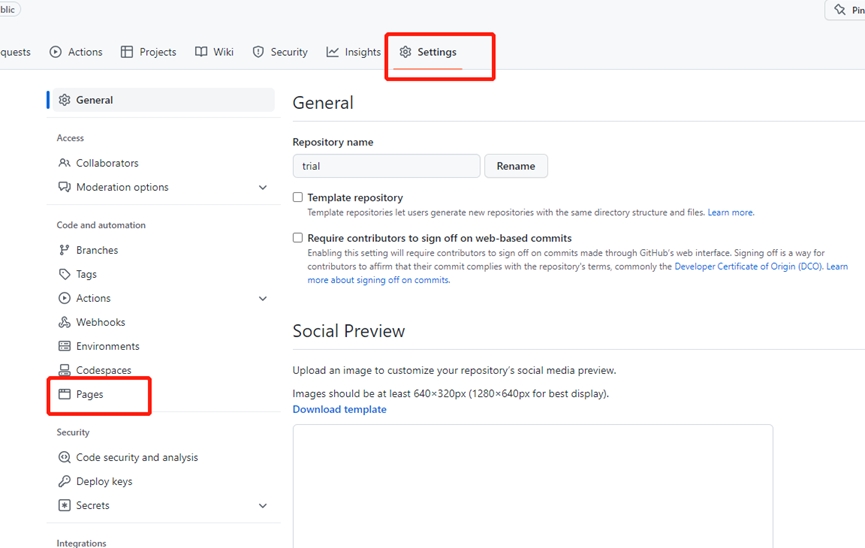 Actions
Projects
Wiki
Security
Insights
Settings
General
Access
Collaborators
Moderation options
Code and automation
Branches
Tags
Actions
Webhooks
Environments
Codespaces
Pages
Security
Code security and analysis
Deploy keys
Secrets
Integrations
General
Repository name
trial
Rename
Template repository
Template repositories let users generate new repositories with the same directory structure and files. Learn more.
Require contributors to sign off on web-based commits
Enabling this setting will require contributors to sign off on commits made through GitHub's web interface. Signing off is a way for
contributors to affirm that their commit complies with the repository's terms, commonly the Developer Certificate of Origin (DCO). Learn
more about signing off on commits.
Social Preview
Upload an image to customize your repository's social media preview.
Images should be at least 640×320px (1280×640px for best display).
Download template